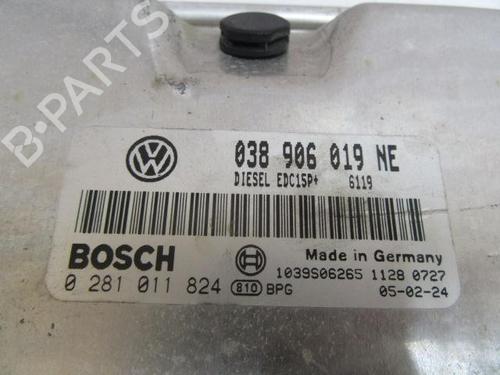 B-PARTS
038 906 019 NE
DIESEL EDC15P+ 6119
BOSCH
Made in Germany
1039S06265 1128 0727
0 281 011 824 810 BPG 05-02-24